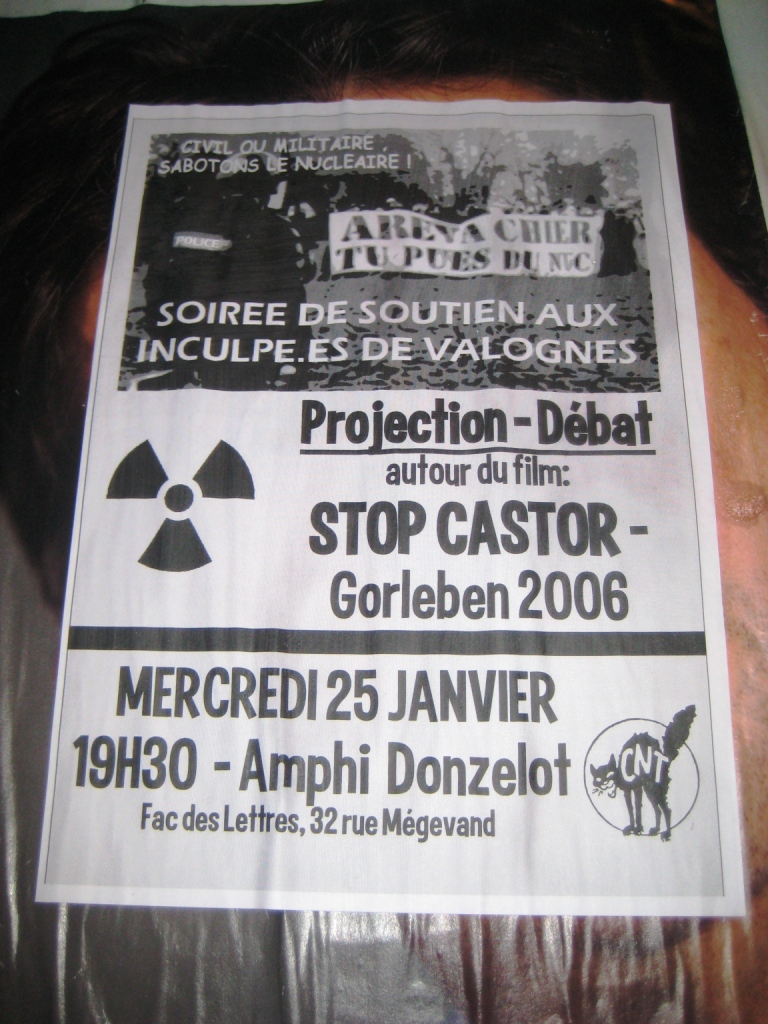 CIVIL OU MILITAIRE,
SABOTONS LE NUCLEAIRE !
POLICE
AREVA CHIER
TU PUES DU NUC
SOIREE DE SOUTIEN AUX
INCULPE.ES DE VALOGNES
Projection - Débat
autour du film:
STOP CASTOR -
Gorleben 2006
MERCREDI 25 JANVIER
19H30 - Amphi Donzelot
CNT
Fac des Lettres, 32 rue Mégevand